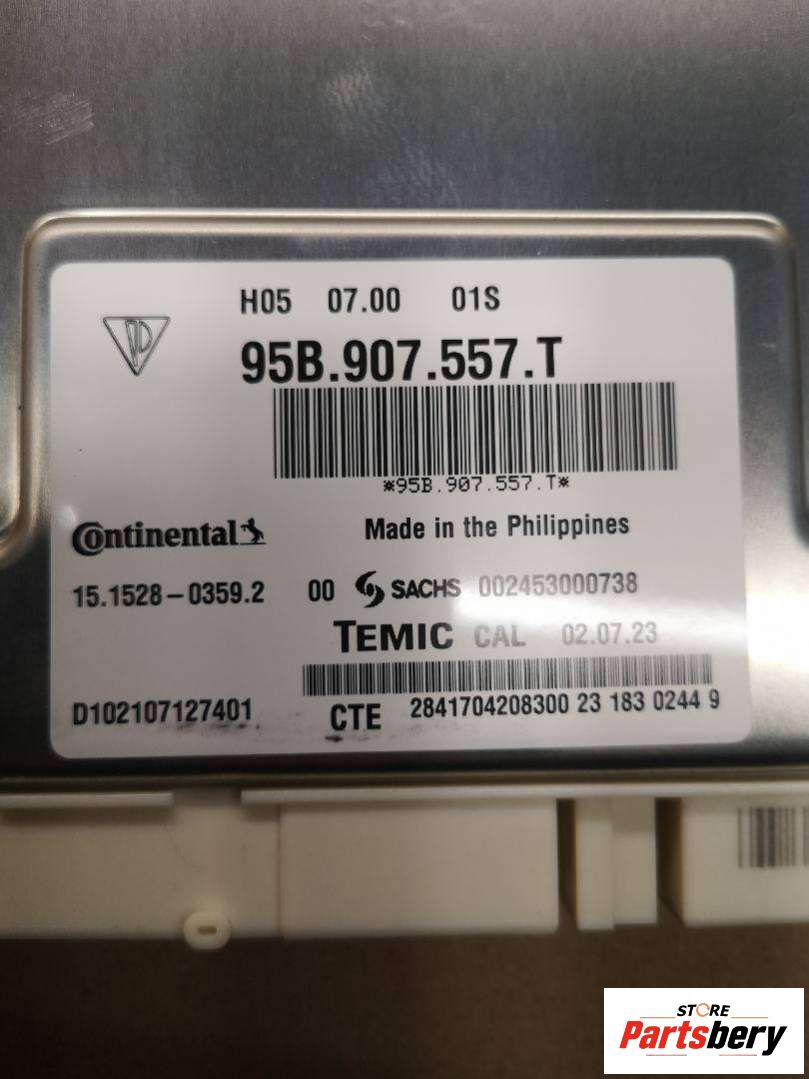 H05 07.00 01S
95B.907.557.T
*95B.907.557.T*
Continental
Made in the Philippines
15.1528-0359.2 00 SACHS 002453000738
TEMIC CAL 02.07.23
D102107127401 CTE 2841704208300 23 183 0244 9
STORE
Partsbery